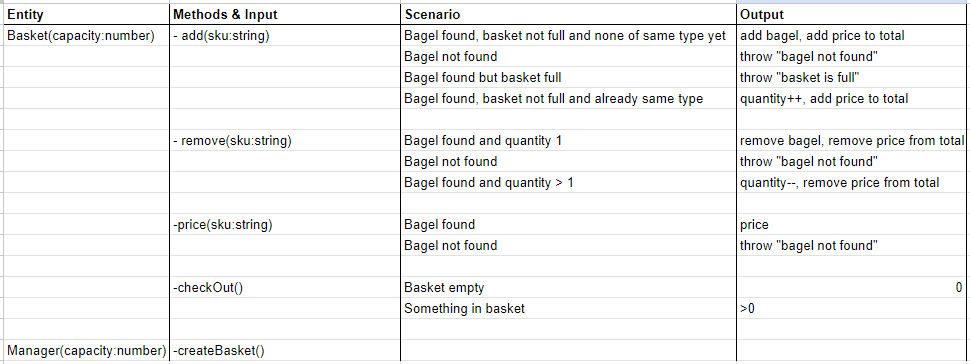 Entity Methods & Input Scenario Output
Basket(capacity:number) - add(sku:string) Bagel found, basket not full and none of same type yet add bagel, add price to total
Bagel not found throw "bagel not found"
Bagel found but basket full throw "basket is full"
Bagel found, basket not full and already same type quantity++, add price to total
- remove(sku:string) Bagel found and quantity 1 remove bagel, remove price from total
Bagel not found throw "bagel not found"
Bagel found and quantity > 1 quantity--, remove price from total
-price(sku:string) Bagel found price
Bagel not found throw "bagel not found"
-checkOut() Basket empty 0
Something in basket >0
Manager(capacity:number) -createBasket()